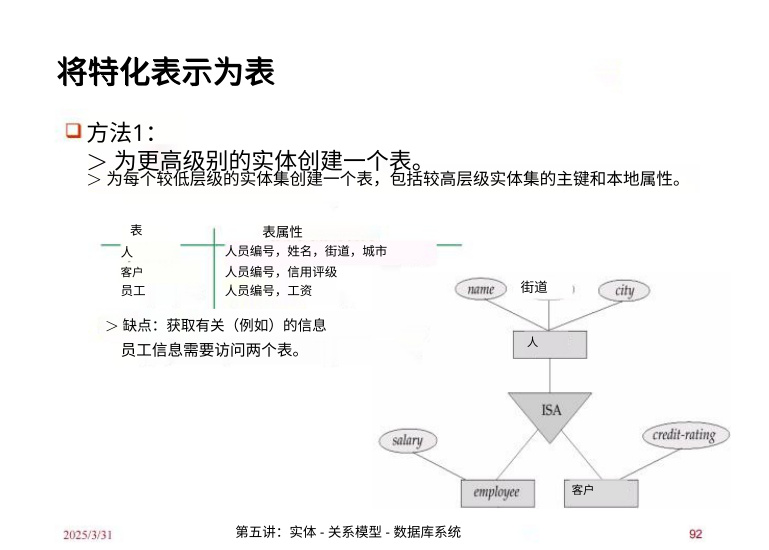 将特化表示为表
方法1：
> 为更高级别的实体创建一个表。
> 为每个较低层级的实体集创建一个表，包括较高层级实体集的主键和本地属性。
表 表属性
人 人员编号，姓名，街道，城市
客户 人员编号，信用评级
员工 人员编号，工资
> 缺点：获取有关（例如）的信息
员工信息需要访问两个表。
name 街道 city
人
ISA
salary credit-rating
employee 客户
2025/3/31 第五讲：实体 - 关系模型 - 数据库系统 92